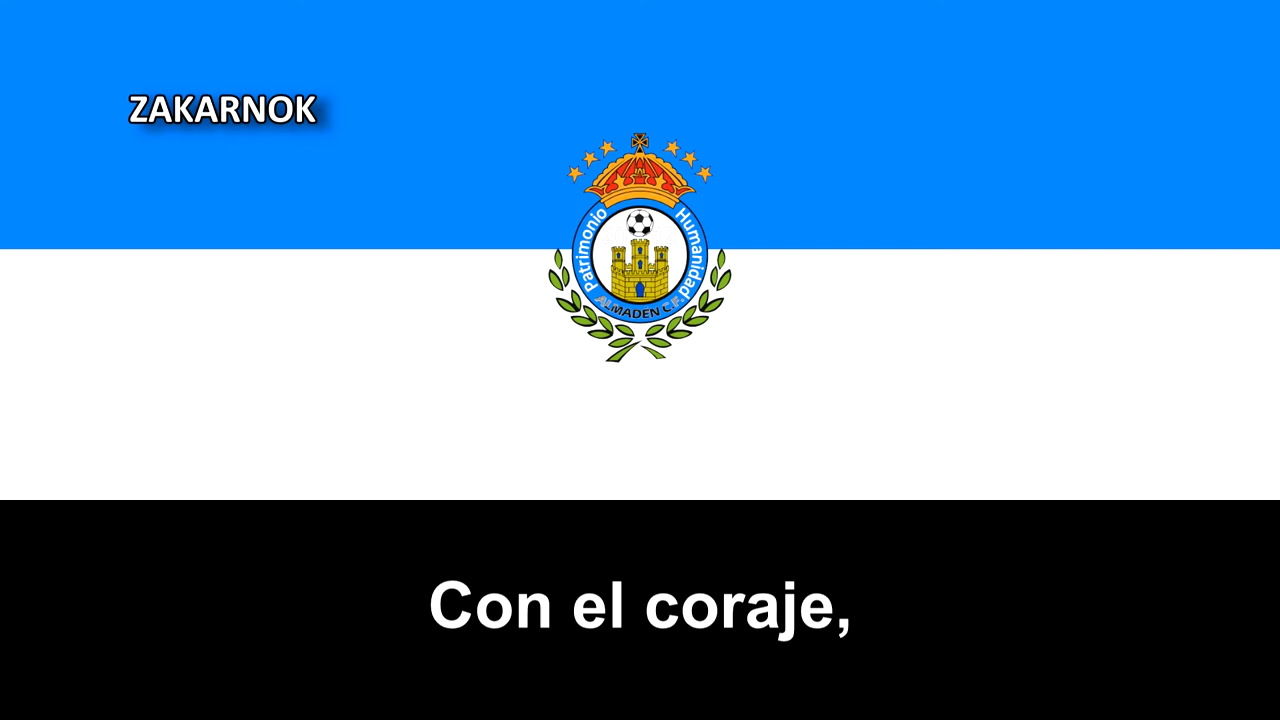 ZAKARNOK
Patrimonio Humanidad
ALMADEN C.F.
Con el coraje,